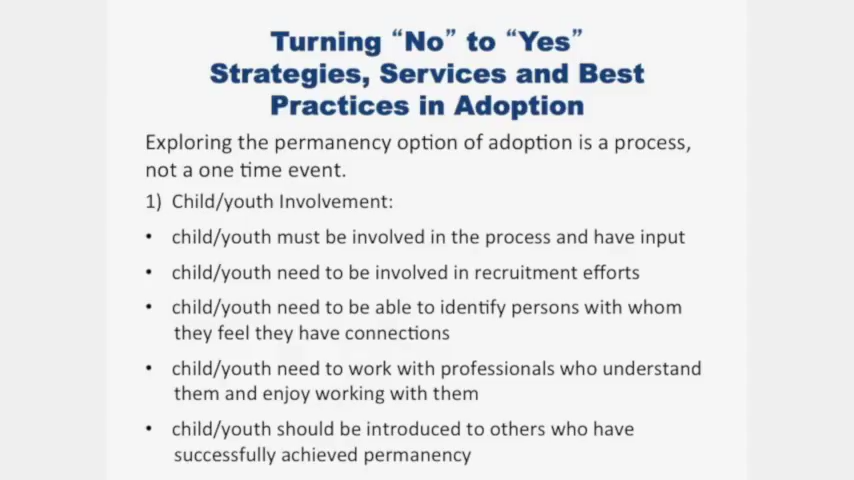 Turning “No” to “Yes”
Strategies, Services and Best
Practices in Adoption
Exploring the permanency option of adoption is a process,
not a one time event.
1) Child/youth Involvement:
• child/youth must be involved in the process and have input
• child/youth need to be involved in recruitment efforts
• child/youth need to be able to identify persons with whom
they feel they have connections
• child/youth need to work with professionals who understand
them and enjoy working with them
• child/youth should be introduced to others who have
successfully achieved permanency